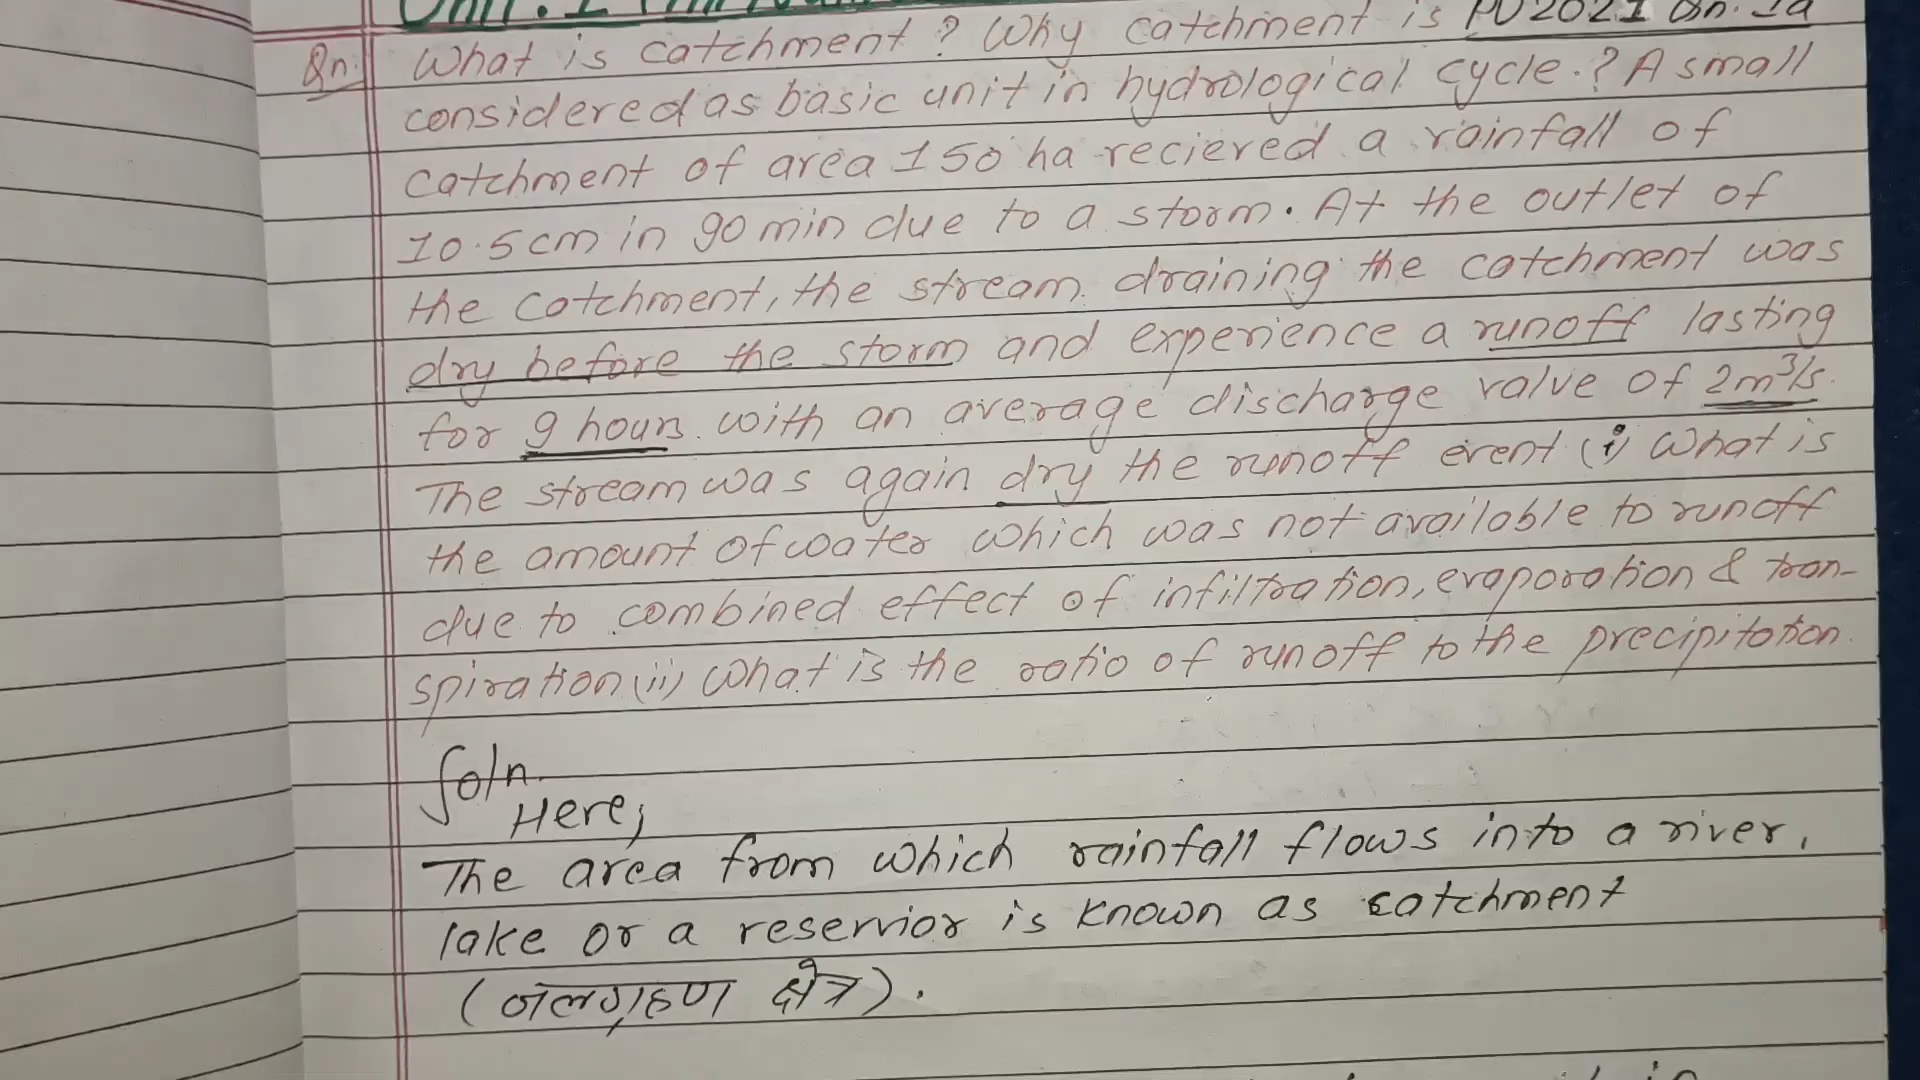 Unit. 1
Qn. What is catchment? Why catchment is PU2021 Qn. 1a
considered as basic unit in hydrological cycle.? A small
catchment of area 150 ha recieved a rainfall of
10.5cm in 90 min due to a storm. At the outlet of
the catchment, the stream draining the catchment was
dry before the storm and experience a runoff lasting
for 9 hours with an average discharge value of 2m³/s.
The stream was again dry the runoff event (i) What is
the amount of water which was not available to runoff
due to combined effect of infiltration, evaporation & tran-
spiration (ii) What is the ratio of runoff to the precipitation.
Soln.
Here,
The area from which rainfall flows into a river,
lake or a reservior is known as catchment
(जलग्रहण क्षेत्र).